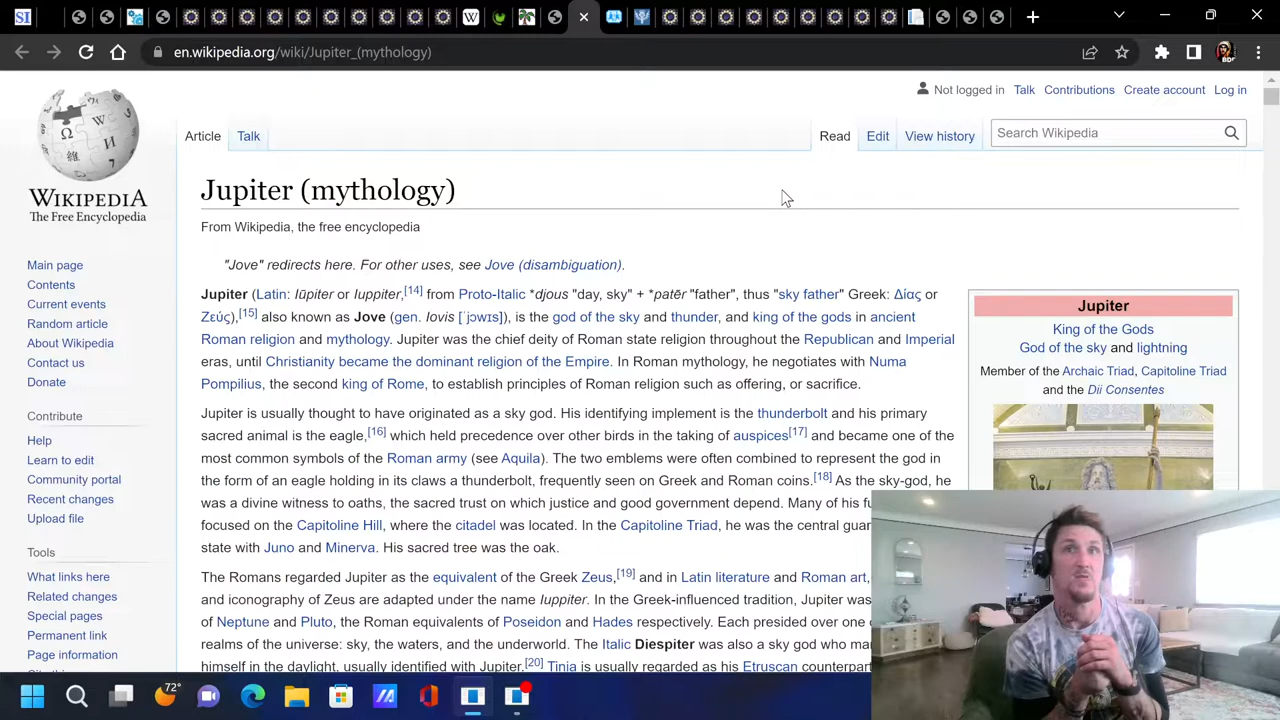 SI
W
en.wikipedia.org/wiki/Jupiter_(mythology)
BDF
Not logged in Talk Contributions Create account Log in
Article Talk
Read Edit View history
Search Wikipedia
WIKIPEDIA
The Free Encyclopedia
Main page
Contents
Current events
Random article
About Wikipedia
Contact us
Donate
Contribute
Help
Learn to edit
Community portal
Recent changes
Upload file
Tools
What links here
Related changes
Special pages
Permanent link
Page information
Jupiter (mythology)
From Wikipedia, the free encyclopedia
"Jove" redirects here. For other uses, see Jove (disambiguation).
Jupiter (Latin: Iūpiter or Iuppiter,[14] from Proto-Italic *djous "day, sky" + *patēr "father", thus "sky father" Greek: Δίας or
Ζεύς),[15] also known as Jove (gen. Iovis [ˈjɔwɪs]), is the god of the sky and thunder, and king of the gods in ancient
Roman religion and mythology. Jupiter was the chief deity of Roman state religion throughout the Republican and Imperial
eras, until Christianity became the dominant religion of the Empire. In Roman mythology, he negotiates with Numa
Pompilius, the second king of Rome, to establish principles of Roman religion such as offering, or sacrifice.
Jupiter is usually thought to have originated as a sky god. His identifying implement is the thunderbolt and his primary
sacred animal is the eagle,[16] which held precedence over other birds in the taking of auspices[17] and became one of the
most common symbols of the Roman army (see Aquila). The two emblems were often combined to represent the god in
the form of an eagle holding in its claws a thunderbolt, frequently seen on Greek and Roman coins.[18] As the sky-god, he
was a divine witness to oaths, the sacred trust on which justice and good government depend. Many of his
focused on the Capitoline Hill, where the citadel was located. In the Capitoline Triad, he was the central
state with Juno and Minerva. His sacred tree was the oak.
The Romans regarded Jupiter as the equivalent of the Greek Zeus,[19] and in Latin literature and Roman art,
and iconography of Zeus are adapted under the name Iuppiter. In the Greek-influenced tradition, Jupiter was
of Neptune and Pluto, the Roman equivalents of Poseidon and Hades respectively. Each presided over one
realms of the universe: sky, the waters, and the underworld. The Italic Diespiter was also a sky god who
himself in the daylight, usually identified with Jupiter.[20] Tinia is usually regarded as his Etruscan
Jupiter
King of the Gods
God of the sky and lightning
Member of the Archaic Triad, Capitoline Triad
and the Dii Consentes
72°